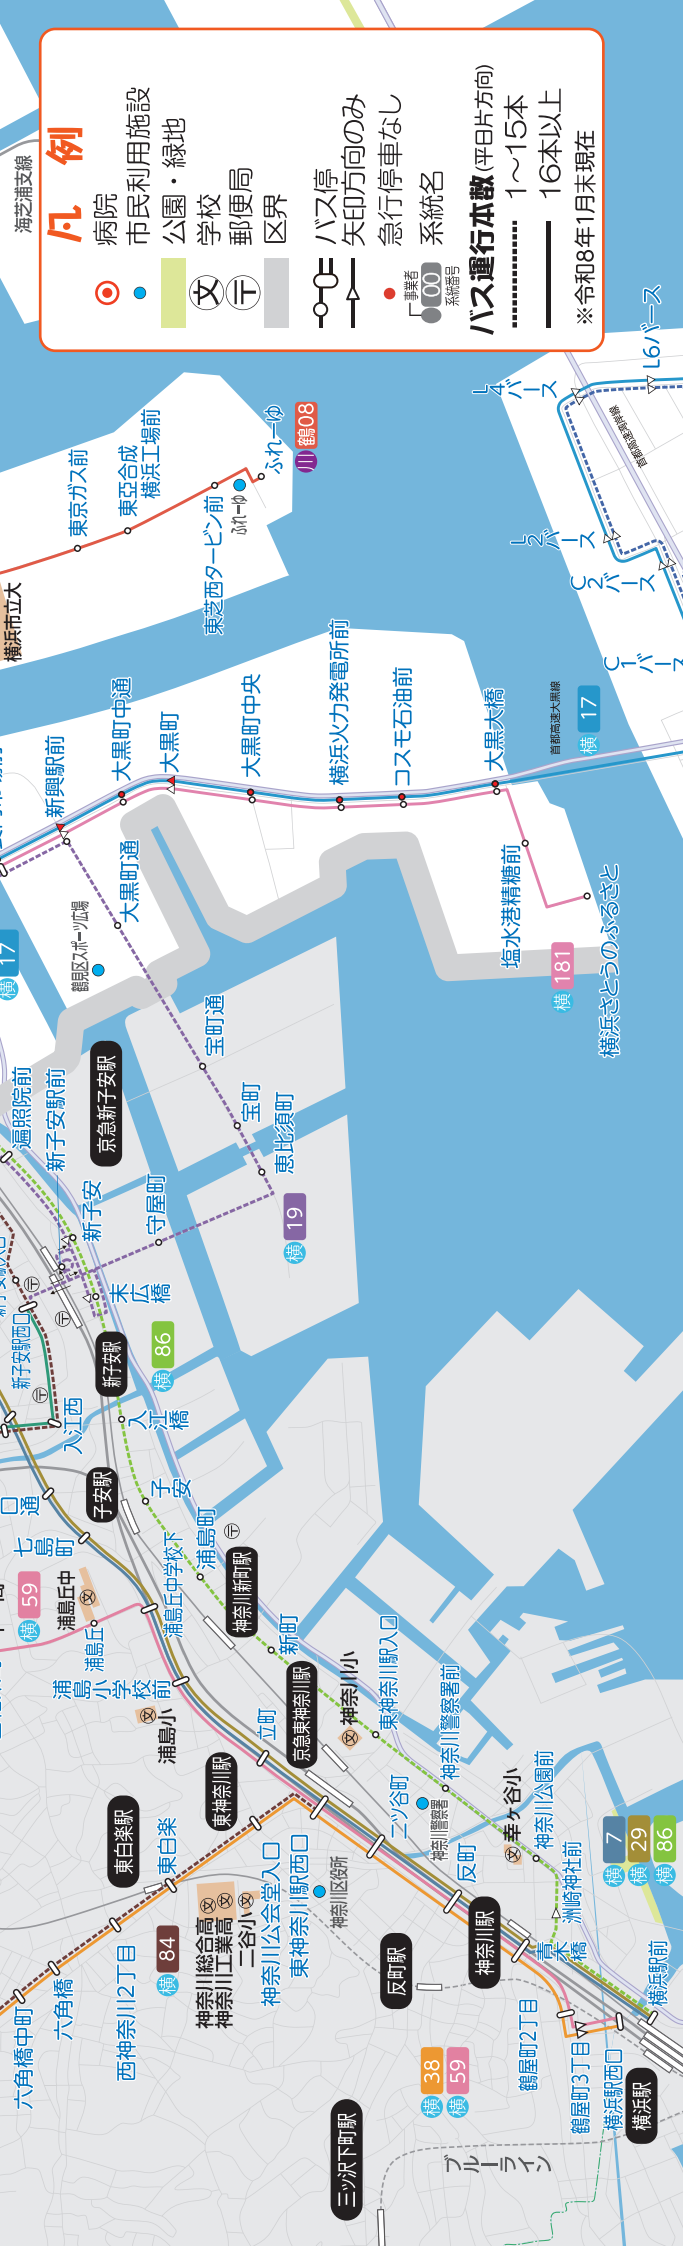 海芝浦支線
凡例
病院
市民利用施設
公園・緑地
文 学校
〒 郵便局
区界
バス停
矢印方向のみ
急行停車なし
事業者
00 系統名
系統番号
バス運行本数(平日片方向)
1～15本
16本以上
※令和8年1月末現在
L4バース
L6バース
首都高速湾岸線
L2バース
C2バース
C1バース
東京ガス前
東亞合成横浜工場前
東芝西タービン前
ふれーゆ
ふれーゆ
川 鶴08
横浜市立大
新興駅前
大黒町中通
大黒町
大黒町中央
横浜火力発電所前
コスモ石油前
大黒大橋
首都高速大黒線
横 17
横 17
大黒町通
鶴見区スポーツ広場
塩水港精糖前
横 181
横浜さとうのふるさと
宝町通
宝町
恵比須町
横 19
守屋町
遍照院前
新子安駅前
京急新子安駅
新子安
末広橋
新子安駅
横 86
新子安駅西口
入江西
入江橋
子安駅
子安
七島町
浦島丘中学校下
浦島町
横 59
浦島丘中
浦島丘
神奈川新町駅
新町
浦島小学校前
浦島小
立町
京急東神奈川駅
神奈川小
東神奈川駅入口
東神奈川駅
神奈川警察署前
二ツ谷町
神奈川警察署
東白楽駅
東白楽
神奈川公会堂入口
東神奈川駅西口
神奈川区役所
反町
幸ヶ谷小
神奈川公園前
洲崎神社前
横 7
横 29
横 86
神奈川総合高
神奈川工業高
二谷小
横 84
六角橋中町
六角橋
西神奈川2丁目
反町駅
神奈川駅
青木橋
横 38
横 59
鶴屋町2丁目
鶴屋町3丁目
横浜駅西口
横浜駅前
横浜駅
三ツ沢下町駅
ブルーライン